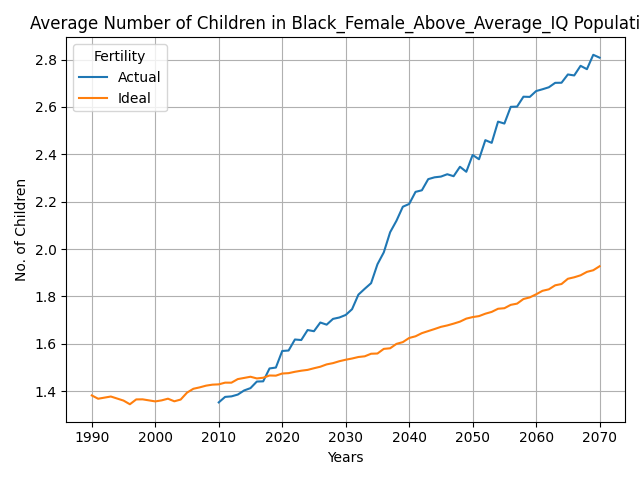 Average Number of Children in Black_Female_Above_Average_IQ Populati
Fertility
Actual
Ideal
No. of Children
2.8
2.6
2.4
2.2
2.0
1.8
1.6
1.4
1990 2000 2010 2020 2030 2040 2050 2060 2070
Years